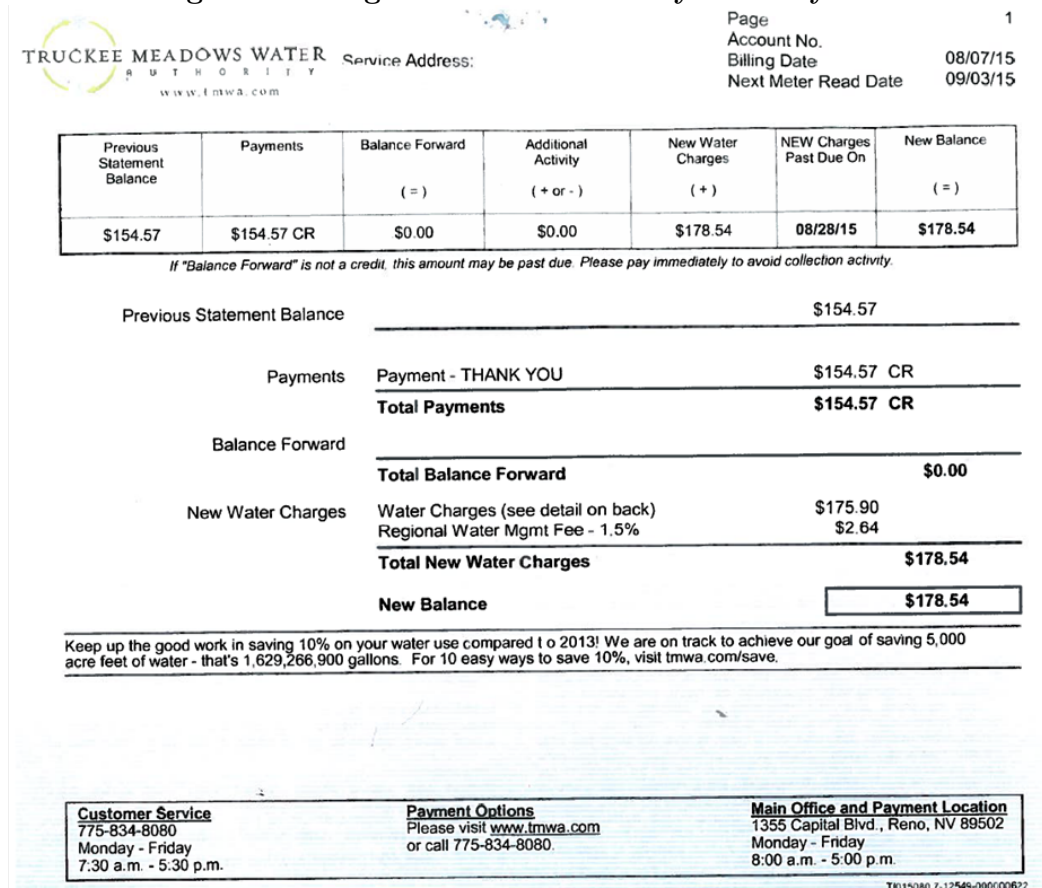 Page 1
TRUCKEE MEADOWS WATER
AUTHORITY
www.tmwa.com
Service Address:
Account No.
Billing Date 08/07/15
Next Meter Read Date 09/03/15
Previous Statement Balance Payments Balance Forward ( = ) Additional Activity ( + or - ) New Water Charges ( + ) NEW Charges Past Due On New Balance ( = )
$154.57 $154.57 CR $0.00 $0.00 $178.54 08/28/15 $178.54
If "Balance Forward" is not a credit, this amount may be past due. Please pay immediately to avoid collection activity.
Previous Statement Balance $154.57
Payments Payment - THANK YOU $154.57 CR
Total Payments $154.57 CR
Balance Forward
Total Balance Forward $0.00
New Water Charges Water Charges (see detail on back) $175.90
Regional Water Mgmt Fee - 1.5% $2.64
Total New Water Charges $178.54
New Balance $178.54
Keep up the good work in saving 10% on your water use compared t o 2013! We are on track to achieve our goal of saving 5,000
acre feet of water - that's 1,629,266,900 gallons. For 10 easy ways to save 10%, visit tmwa.com/save.
Customer Service
775-834-8080
Monday - Friday
7:30 a.m. - 5:30 p.m.
Payment Options
Please visit www.tmwa.com
or call 775-834-8080.
Main Office and Payment Location
1355 Capital Blvd., Reno, NV 89502
Monday - Friday
8:00 a.m. - 5:00 p.m.